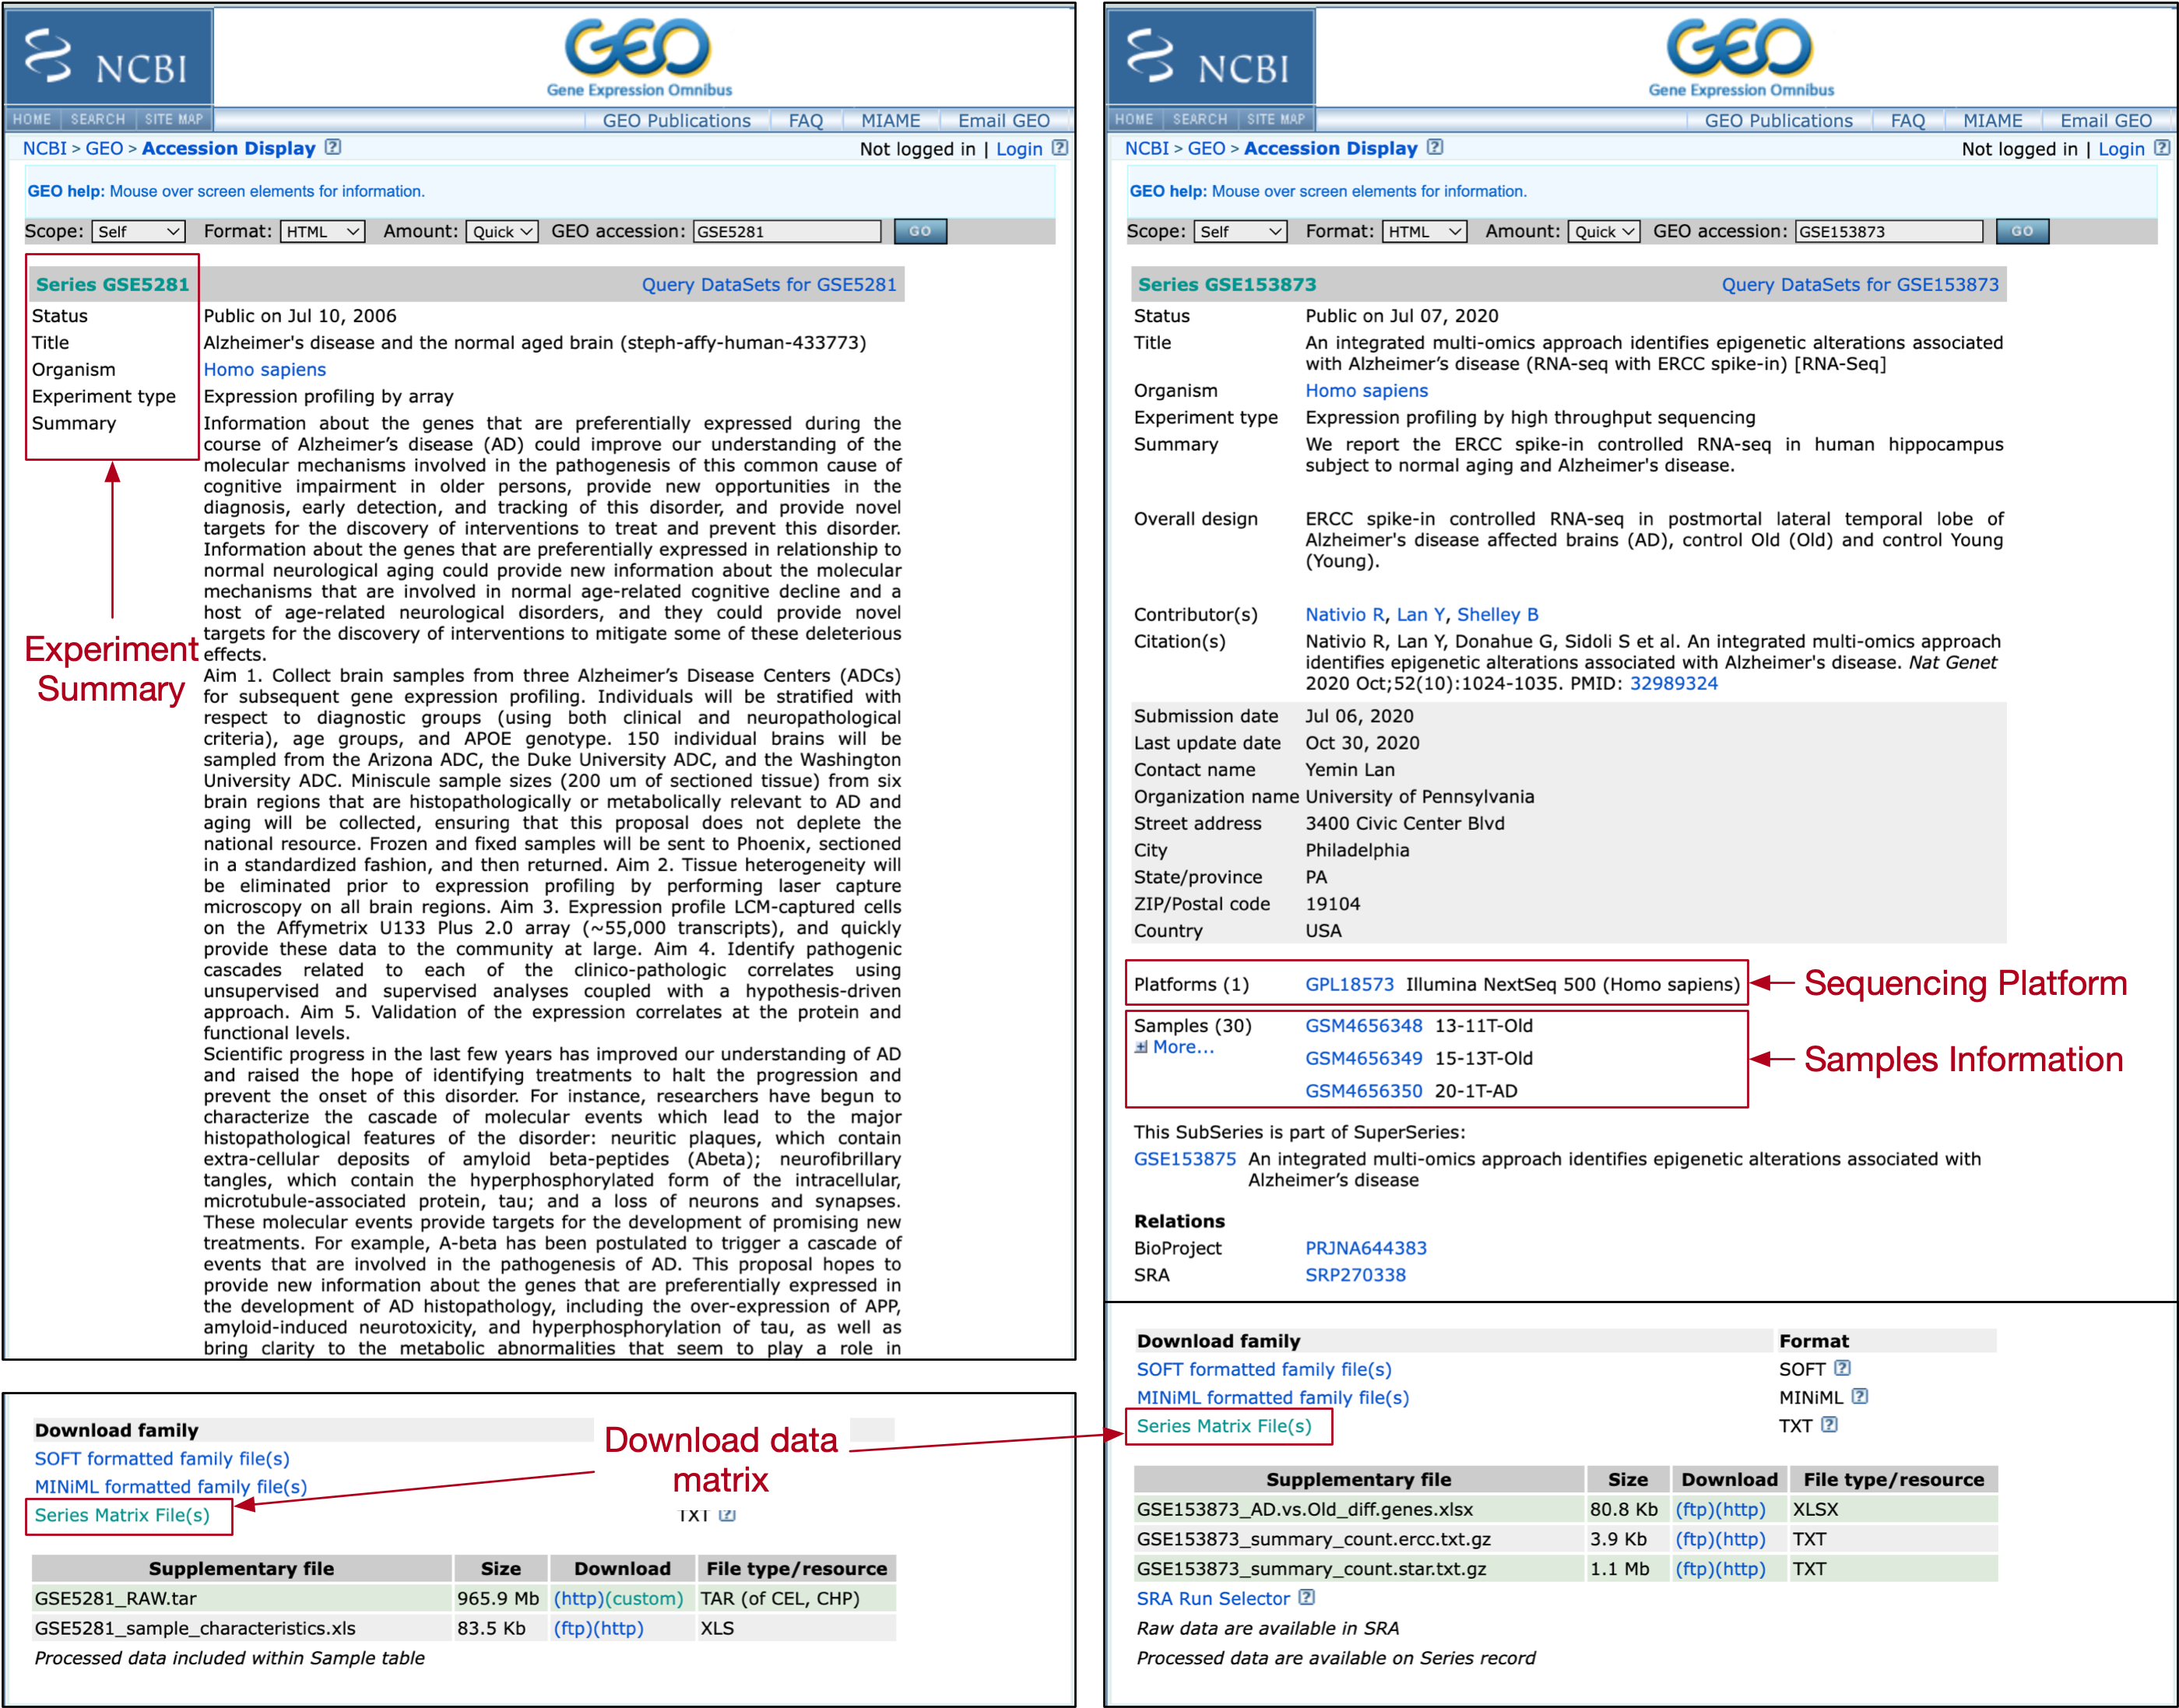 NCBI
GEO
Gene Expression Omnibus
HOME SEARCH SITE MAP
GEO Publications FAQ MIAME Email GEO
NCBI > GEO > Accession Display ?
Not logged in | Login ?
GEO help: Mouse over screen elements for information.
Scope: Self Format: HTML Amount: Quick GEO accession: GSE5281 GO
Series GSE5281 Query DataSets for GSE5281
Status Public on Jul 10, 2006
Title Alzheimer's disease and the normal aged brain (steph-affy-human-433773)
Organism Homo sapiens
Experiment type Expression profiling by array
Summary Information about the genes that are preferentially expressed during the
course of Alzheimer's disease (AD) could improve our understanding of the
molecular mechanisms involved in the pathogenesis of this common cause of
cognitive impairment in older persons, provide new opportunities in the
diagnosis, early detection, and tracking of this disorder, and provide novel
targets for the discovery of interventions to treat and prevent this disorder.
Information about the genes that are preferentially expressed in relationship to
normal neurological aging could provide new information about the molecular
mechanisms that are involved in normal age-related cognitive decline and a
host of age-related neurological disorders, and they could provide novel
targets for the discovery of interventions to mitigate some of these deleterious
effects.
Aim 1. Collect brain samples from three Alzheimer's Disease Centers (ADCs)
for subsequent gene expression profiling. Individuals will be stratified with
respect to diagnostic groups (using both clinical and neuropathological
criteria), age groups, and APOE genotype. 150 individual brains will be
sampled from the Arizona ADC, the Duke University ADC, and the Washington
University ADC. Miniscule sample sizes (200 um of sectioned tissue) from six
brain regions that are histopathologically or metabolically relevant to AD and
aging will be collected, ensuring that this proposal does not deplete the
national resource. Frozen and fixed samples will be sent to Phoenix, sectioned
in a standardized fashion, and then returned. Aim 2. Tissue heterogeneity will
be eliminated prior to expression profiling by performing laser capture
microscopy on all brain regions. Aim 3. Expression profile LCM-captured cells
on the Affymetrix U133 Plus 2.0 array (~55,000 transcripts), and quickly
provide these data to the community at large. Aim 4. Identify pathogenic
cascades related to each of the clinico-pathologic correlates using
unsupervised and supervised analyses coupled with a hypothesis-driven
approach. Aim 5. Validation of the expression correlates at the protein and
functional levels.
Scientific progress in the last few years has improved our understanding of AD
and raised the hope of identifying treatments to halt the progression and
prevent the onset of this disorder. For instance, researchers have begun to
characterize the cascade of molecular events which lead to the major
histopathological features of the disorder: neuritic plaques, which contain
extra-cellular deposits of amyloid beta-peptides (Abeta); neurofibrillary
tangles, which contain the hyperphosphorylated form of the intracellular,
microtubule-associated protein, tau; and a loss of neurons and synapses.
These molecular events provide targets for the development of promising new
treatments. For example, A-beta has been postulated to trigger a cascade of
events that are involved in the pathogenesis of AD. This proposal hopes to
provide new information about the genes that are preferentially expressed in
the development of AD histopathology, including the over-expression of APP,
amyloid-induced neurotoxicity, and hyperphosphorylation of tau, as well as
bring clarity to the metabolic abnormalities that seem to play a role in
Experiment
Summary
Download family
SOFT formatted family file(s)
MINiML formatted family file(s)
Series Matrix File(s) TXT ?
Download data
matrix
Supplementary file Size Download File type/resource
GSE5281_RAW.tar 965.9 Mb (http)(custom) TAR (of CEL, CHP)
GSE5281_sample_characteristics.xls 83.5 Kb (ftp)(http) XLS
Processed data included within Sample table
NCBI
GEO
Gene Expression Omnibus
HOME SEARCH SITE MAP
GEO Publications FAQ MIAME Email GEO
NCBI > GEO > Accession Display ?
Not logged in | Login ?
GEO help: Mouse over screen elements for information.
Scope: Self Format: HTML Amount: Quick GEO accession: GSE153873 GO
Series GSE153873 Query DataSets for GSE153873
Status Public on Jul 07, 2020
Title An integrated multi-omics approach identifies epigenetic alterations associated
with Alzheimer's disease (RNA-seq with ERCC spike-in) [RNA-Seq]
Organism Homo sapiens
Experiment type Expression profiling by high throughput sequencing
Summary We report the ERCC spike-in controlled RNA-seq in human hippocampus
subject to normal aging and Alzheimer's disease.
Overall design ERCC spike-in controlled RNA-seq in postmortal lateral temporal lobe of
Alzheimer's disease affected brains (AD), control Old (Old) and control Young
(Young).
Contributor(s) Nativio R, Lan Y, Shelley B
Citation(s) Nativio R, Lan Y, Donahue G, Sidoli S et al. An integrated multi-omics approach
identifies epigenetic alterations associated with Alzheimer's disease. Nat Genet
2020 Oct;52(10):1024-1035. PMID: 32989324
Submission date Jul 06, 2020
Last update date Oct 30, 2020
Contact name Yemin Lan
Organization name University of Pennsylvania
Street address 3400 Civic Center Blvd
City Philadelphia
State/province PA
ZIP/Postal code 19104
Country USA
Platforms (1) GPL18573 Illumina NextSeq 500 (Homo sapiens)
Sequencing Platform
Samples (30) GSM4656348 13-11T-Old
More... GSM4656349 15-13T-Old
GSM4656350 20-1T-AD
Samples Information
This SubSeries is part of SuperSeries:
GSE153875 An integrated multi-omics approach identifies epigenetic alterations associated with
Alzheimer's disease
Relations
BioProject PRJNA644383
SRA SRP270338
Download family Format
SOFT formatted family file(s) SOFT ?
MINiML formatted family file(s) MINiML ?
Series Matrix File(s) TXT ?
Supplementary file Size Download File type/resource
GSE153873_AD.vs.Old_diff.genes.xlsx 80.8 Kb (ftp)(http) XLSX
GSE153873_summary_count.ercc.txt.gz 3.9 Kb (ftp)(http) TXT
GSE153873_summary_count.star.txt.gz 1.1 Mb (ftp)(http) TXT
SRA Run Selector ?
Raw data are available in SRA
Processed data are available on Series record